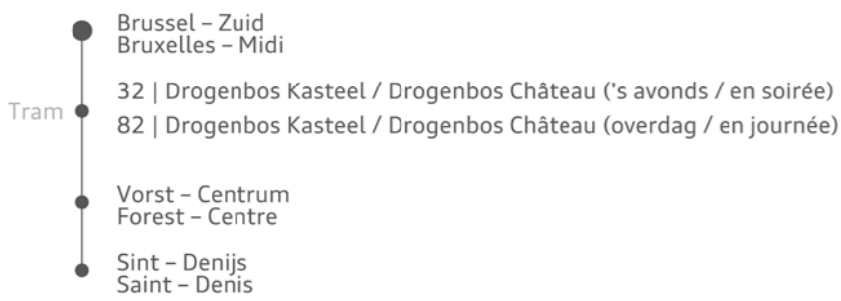 Brussel – Zuid
Bruxelles – Midi
Tram
32 | Drogenbos Kasteel / Drogenbos Château ('s avonds / en soirée)
82 | Drogenbos Kasteel / Drogenbos Château (overdag / en journée)
Vorst – Centrum
Forest – Centre
Sint – Denijs
Saint – Denis